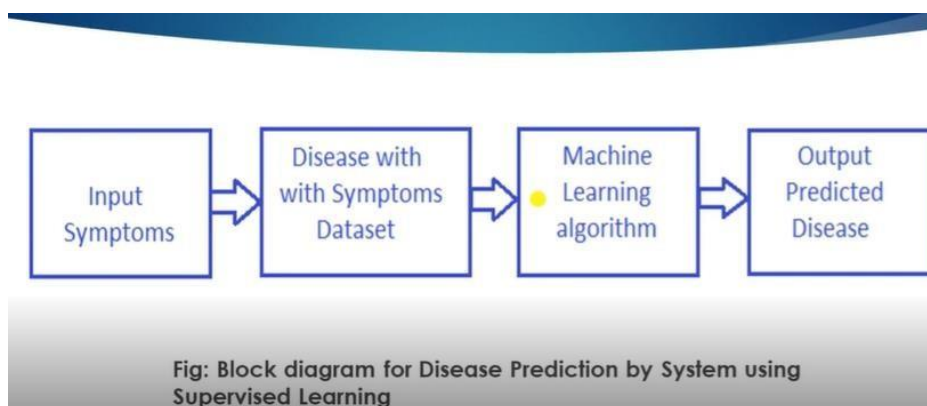 Input
Symptoms
Disease with
with Symptoms
Dataset
Machine
Learning
algorithm
Output
Predicted
Disease
Fig: Block diagram for Disease Prediction by System using
Supervised Learning